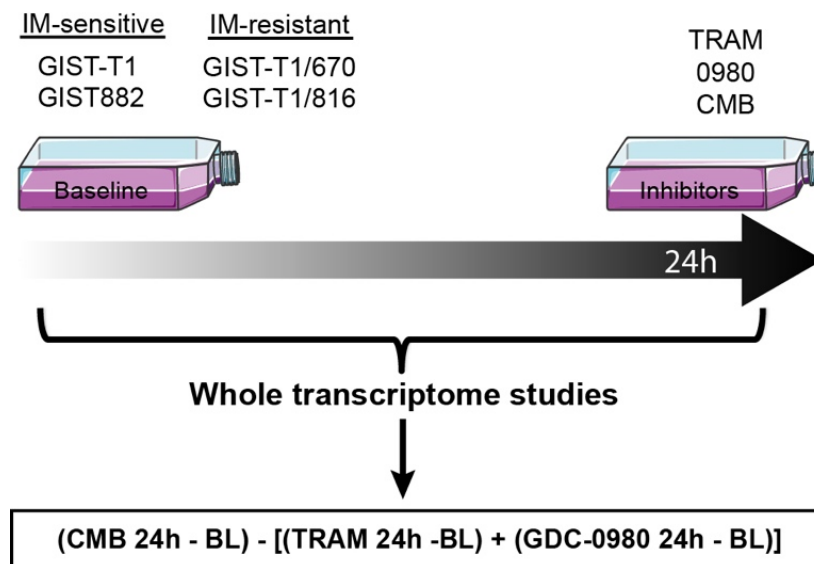 IM-sensitive
GIST-T1
GIST882
IM-resistant
GIST-T1/670
GIST-T1/816
TRAM
0980
CMB
Baseline
Inhibitors
24h
Whole transcriptome studies
(CMB 24h - BL) - [(TRAM 24h -BL) + (GDC-0980 24h - BL)]